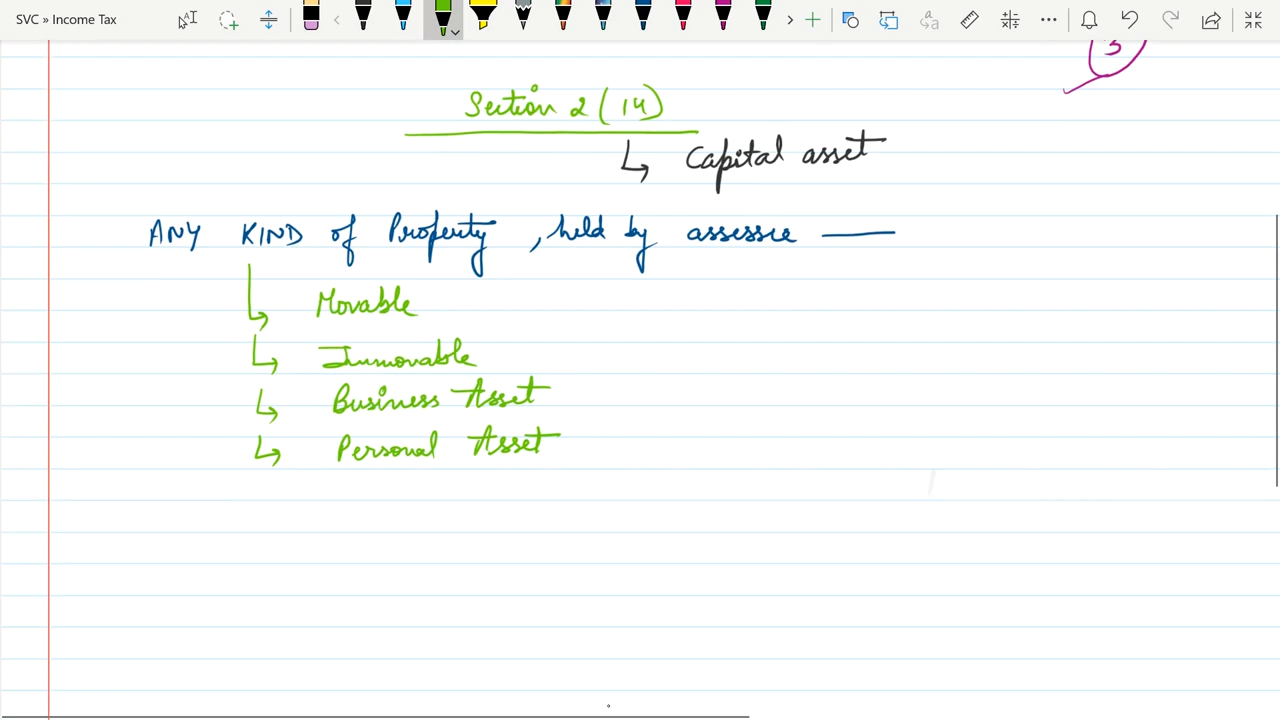 SVC » Income Tax
3
Section 2 (14)
↳ Capital asset
ANY KIND of Property, held by assessee ——
↳ Movable
↳ Immovable
↳ Business Asset
↳ Personal Asset